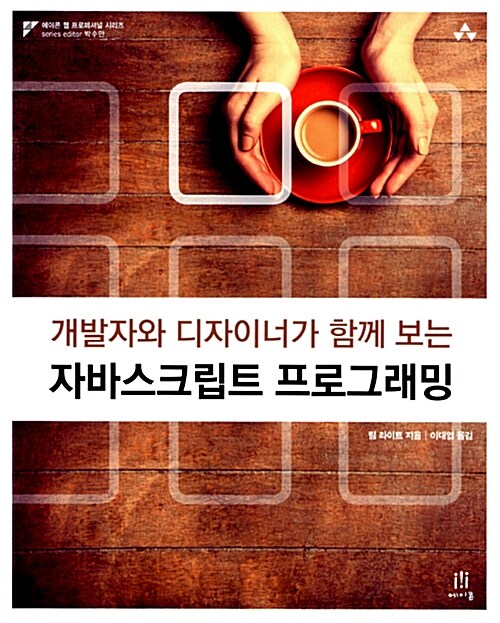 에이콘 웹 프로페셔널 시리즈
series editor 박수만
개발자와 디자이너가 함께 보는
자바스크립트 프로그래밍
팀 라이트 지음 | 이대엽 옮김
에이콘